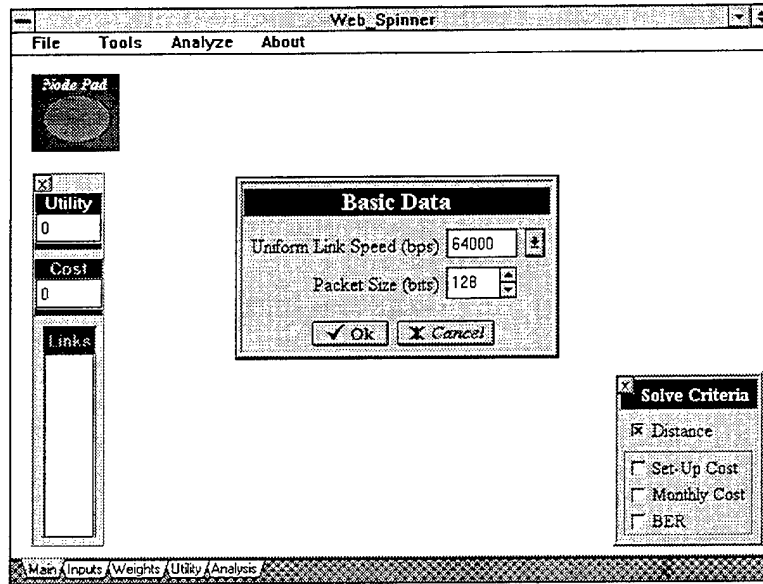 Web_Spinner
File Tools Analyze About
Node Pad
Utility
0
Cost
0
Links
Basic Data
Uniform Link Speed (bps) 64000
Packet Size (bits) 128
Ok Cancel
Solve Criteria
Distance
Set-Up Cost
Monthly Cost
BER
Main Inputs Weights Utility Analysis